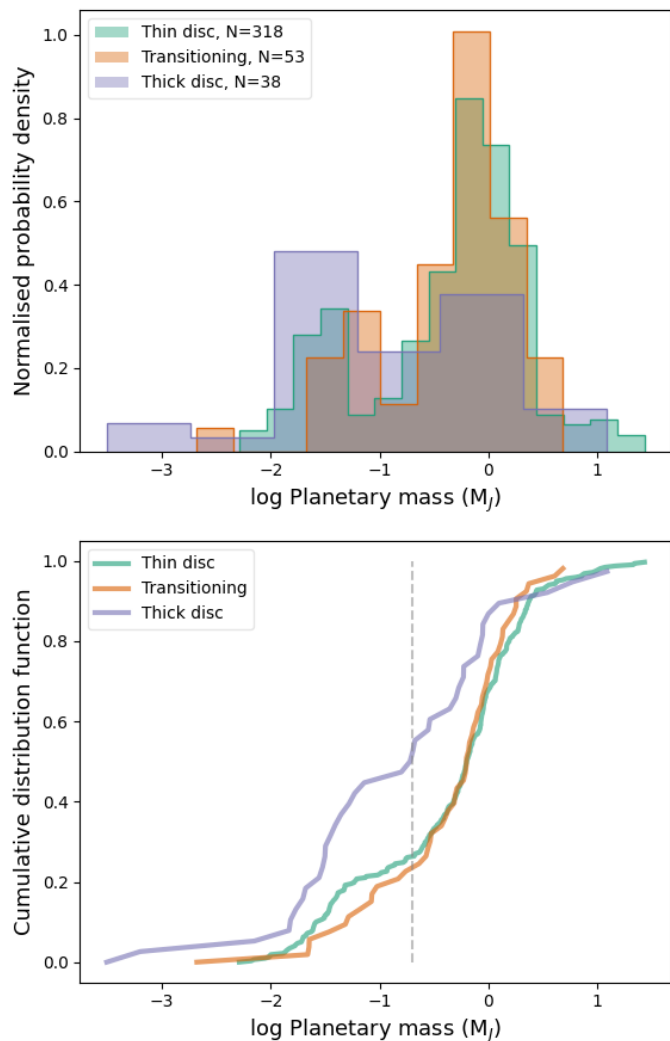 Thin disc, N=318
Transitioning, N=53
Thick disc, N=38
Normalised probability density
1.0
0.8
0.6
0.4
0.2
0.0
−3
−2
−1
0
1
log Planetary mass (M_J)
Thin disc
Transitioning
Thick disc
Cumulative distribution function
1.0
0.8
0.6
0.4
0.2
0.0
−3
−2
−1
0
1
log Planetary mass (M_J)